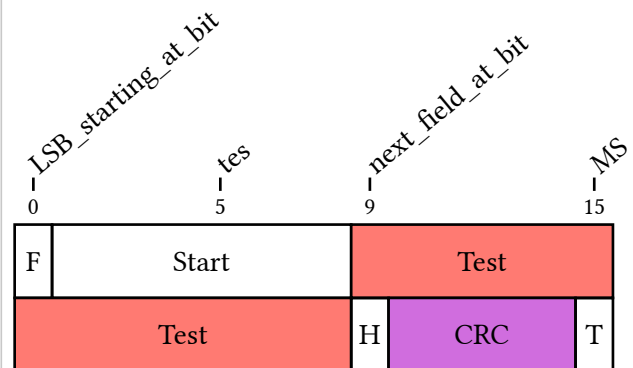 LSB_starting_at_bit
tes
next_field_at_bit
MS
0 5 9 15
F Start Test
Test H CRC T